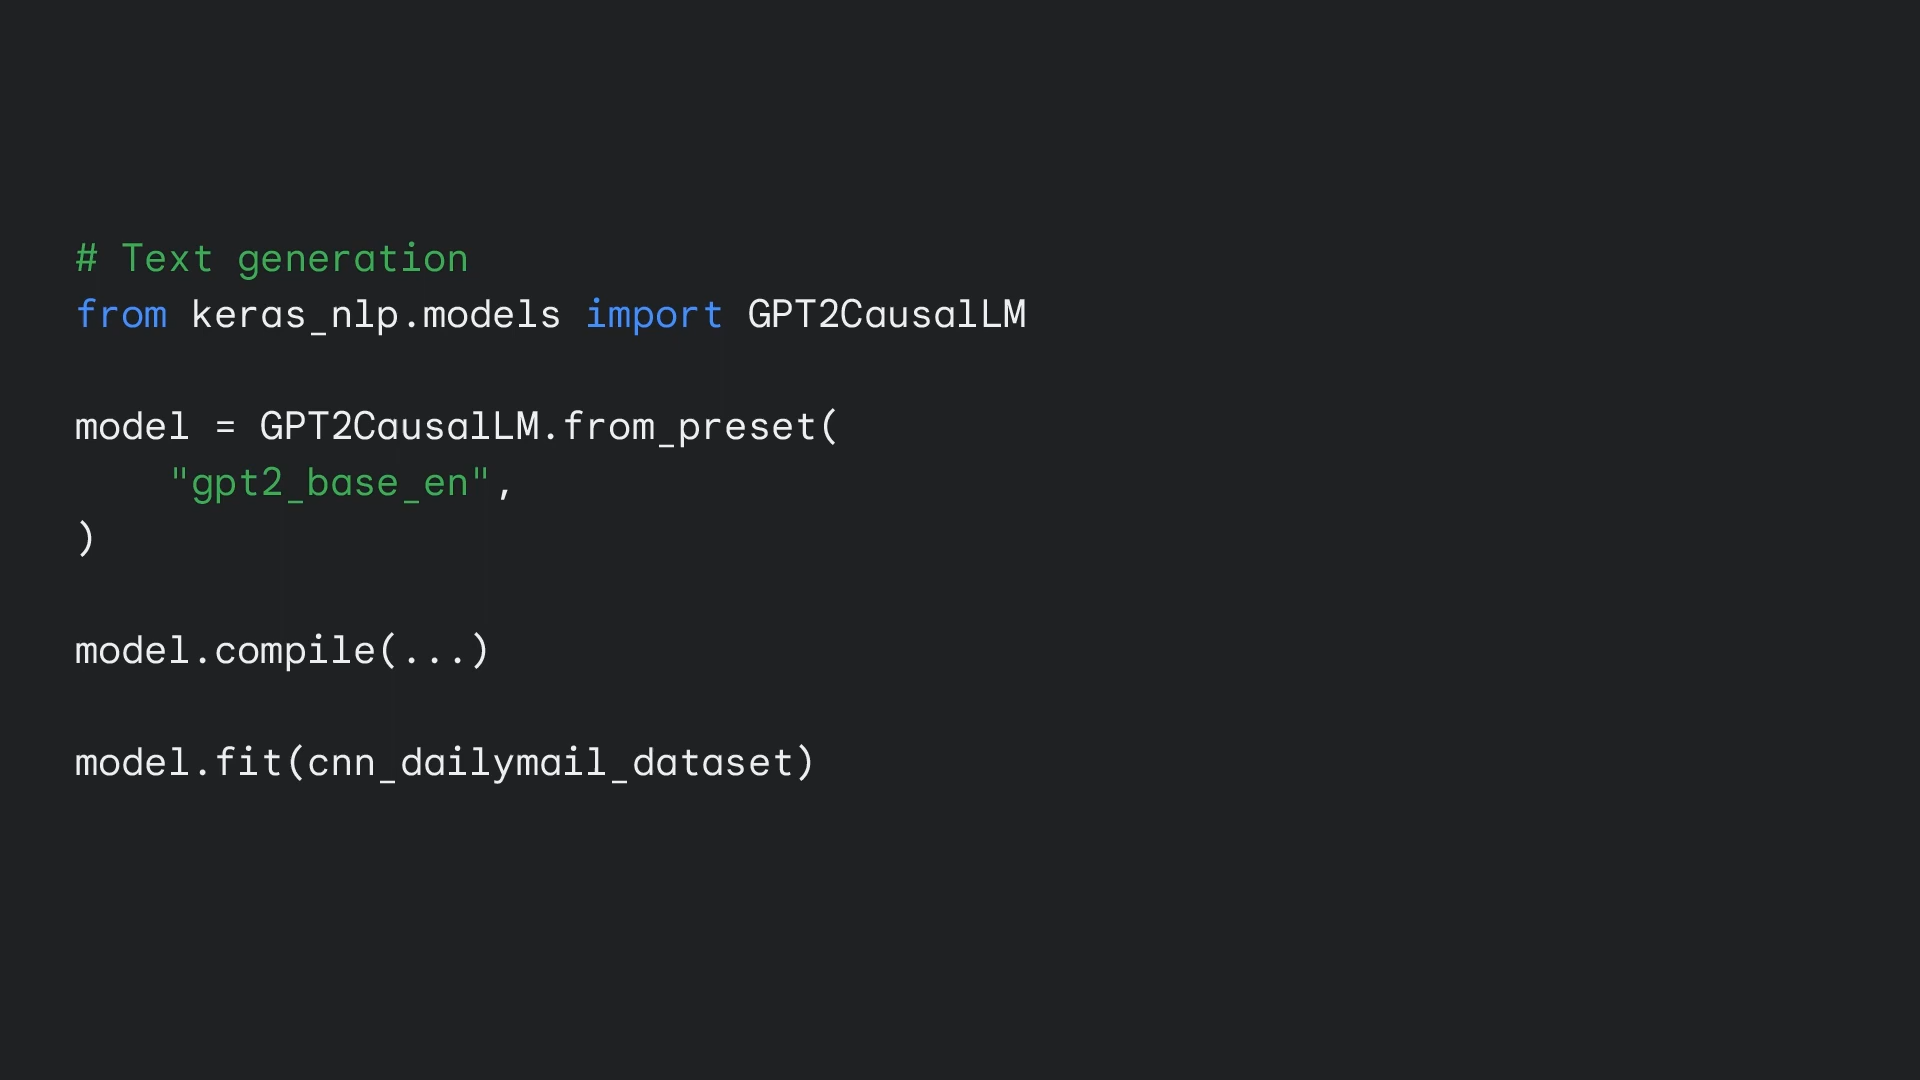 # Text generation
from keras_nlp.models import GPT2CausalLM
model = GPT2CausalLM.from_preset(
    "gpt2_base_en",
)
model.compile(...)
model.fit(cnn_dailymail_dataset)